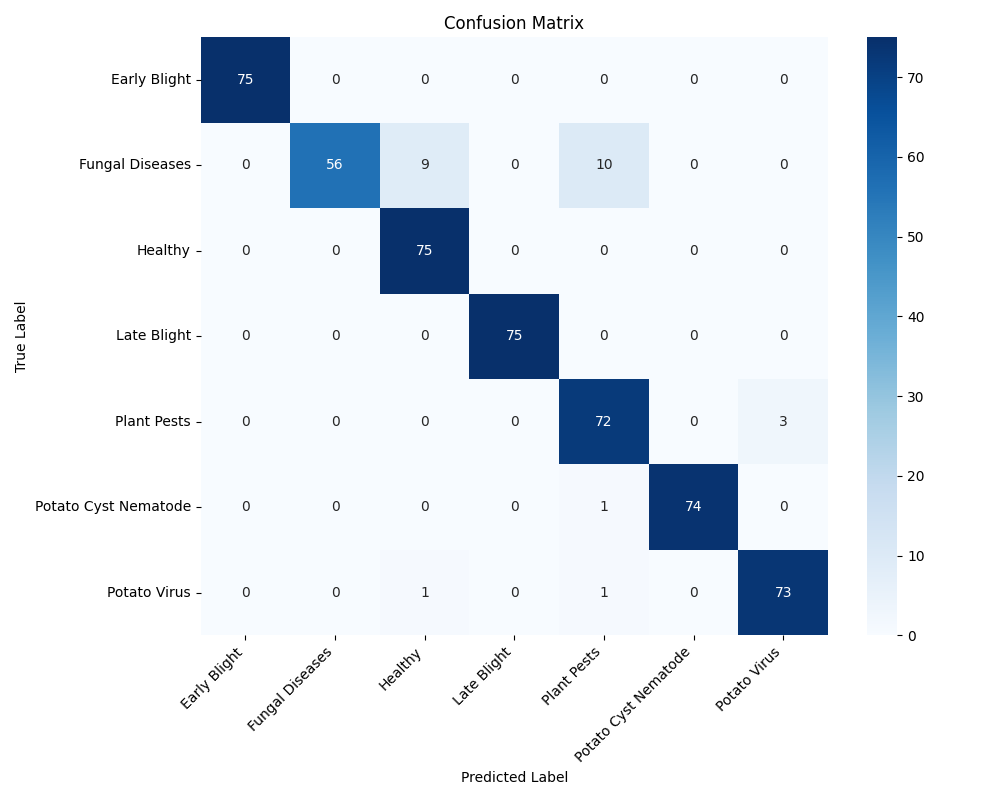 Confusion Matrix
Early Blight 75 0 0 0 0 0 0
Fungal Diseases 0 56 9 0 10 0 0
Healthy 0 0 75 0 0 0 0
Late Blight 0 0 0 75 0 0 0
Plant Pests 0 0 0 0 72 0 3
Potato Cyst Nematode 0 0 0 0 1 74 0
Potato Virus 0 0 1 0 1 0 73
True Label
Early Blight
Fungal Diseases
Healthy
Late Blight
Plant Pests
Potato Cyst Nematode
Potato Virus
Predicted Label
70
60
50
40
30
20
10
0